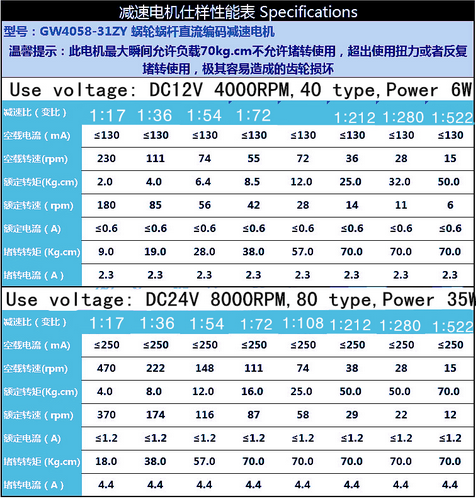 减速电机仕样性能表 Specifications
型号：GW4058-31ZY 蜗轮蜗杆直流编码减速电机
温馨提示：此电机最大瞬间允许负载70kg.cm不允许堵转使用，超出使用扭力或者反复
堵转使用，极其容易造成的齿轮损坏
Use voltage: DC12V 4000RPM,40 type,Power 6W
减速比（变比） 1:17 1:36 1:54 1:72 1:212 1:280 1:522
空载电流（mA） ≤130 ≤130 ≤130 ≤130 ≤130 ≤130 ≤130 ≤130
空载转速(rpm) 230 111 74 55 72 36 28 15
额定转矩(Kg.cm) 2.0 4.0 6.4 8.5 12.0 25.0 32.0 50.0
额定转速（rpm) 180 85 56 42 28 14 11 6
额定电流（A） ≤0.6 ≤0.6 ≤0.6 ≤0.6 ≤0.6 ≤0.6 ≤0.6 ≤0.6
堵转转矩(Kg.cm) 9.0 19.0 28.0 38.0 57.0 70.0 70.0 70.0
堵转电流（A） 2.3 2.3 2.3 2.3 2.3 2.3 2.3 2.3
Use voltage: DC24V 8000RPM,80 type,Power 35W
减速比（变比） 1:17 1:36 1:54 1:72 1:108 1:212 1:280 1:522
空载电流（mA） ≤250 ≤250 ≤250 ≤250 ≤250 ≤250 ≤250 ≤250
空载转速(rpm) 470 222 148 111 74 38 28 15
额定转矩(Kg.cm) 4.0 8.0 12.0 16.0 25.0 50.0 50.0 70.0
额定转速（rpm) 370 174 116 87 58 29 22 12
额定电流（A） ≤1.2 ≤1.2 ≤1.2 ≤1.2 ≤1.2 ≤1.2 ≤1.2 ≤1.2
堵转转矩(Kg.cm) 18.0 38.0 57.0 70.0 70.0 70.0 70.0 70.0
堵转电流（A） 4.4 4.4 4.4 4.4 4.4 4.4 4.4 4.4